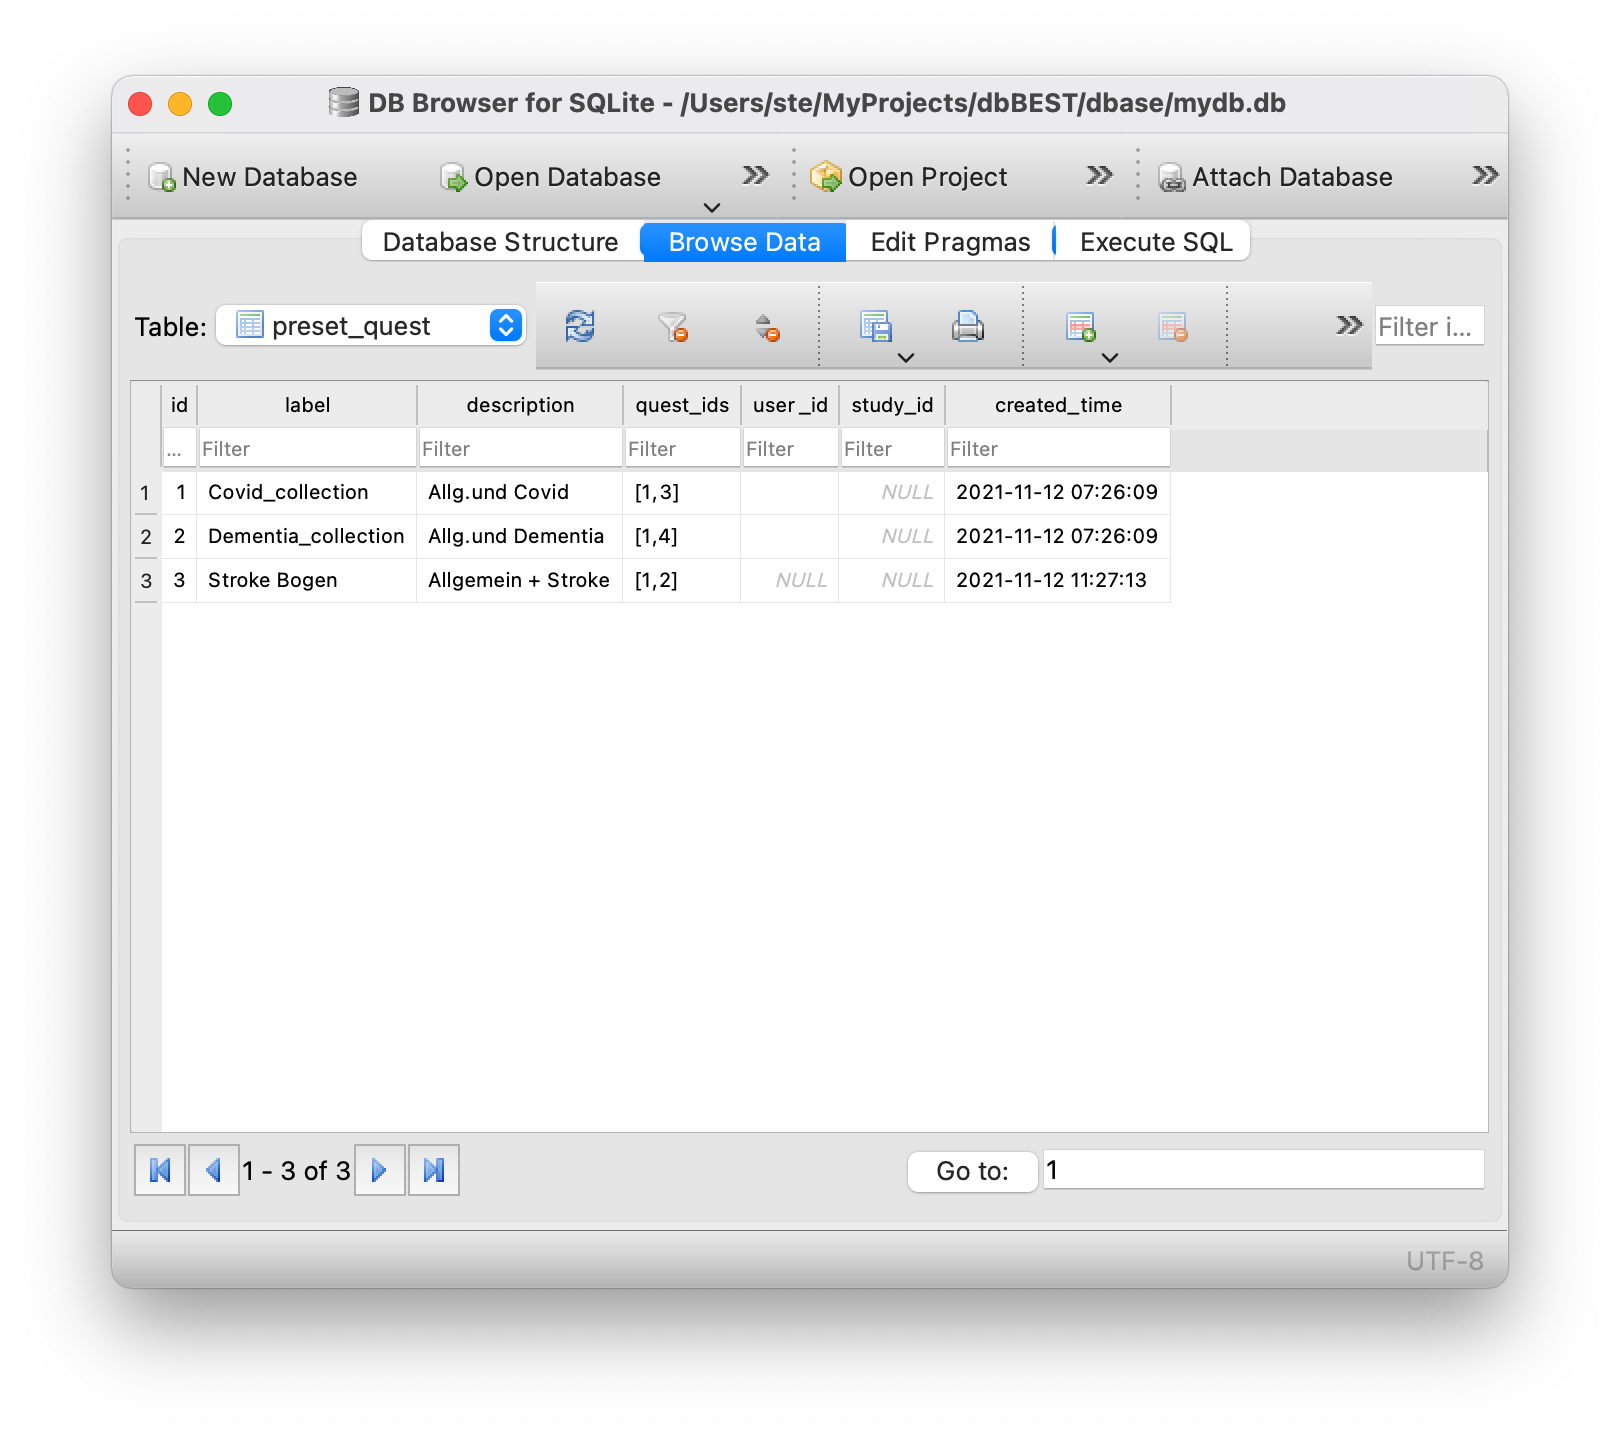 DB Browser for SQLite - /Users/ste/MyProjects/dbBEST/dbase/mydb.db
New Database Open Database Open Project Attach Database
Database Structure Browse Data Edit Pragmas Execute SQL
Table: preset_quest Filter i...
id label description quest_ids user_id study_id created_time
... Filter Filter Filter Filter Filter Filter
1 1 Covid_collection Allg.und Covid [1,3] NULL 2021-11-12 07:26:09
2 2 Dementia_collection Allg.und Dementia [1,4] NULL 2021-11-12 07:26:09
3 3 Stroke Bogen Allgemein + Stroke [1,2] NULL NULL 2021-11-12 11:27:13
1 - 3 of 3 Go to: 1
UTF-8